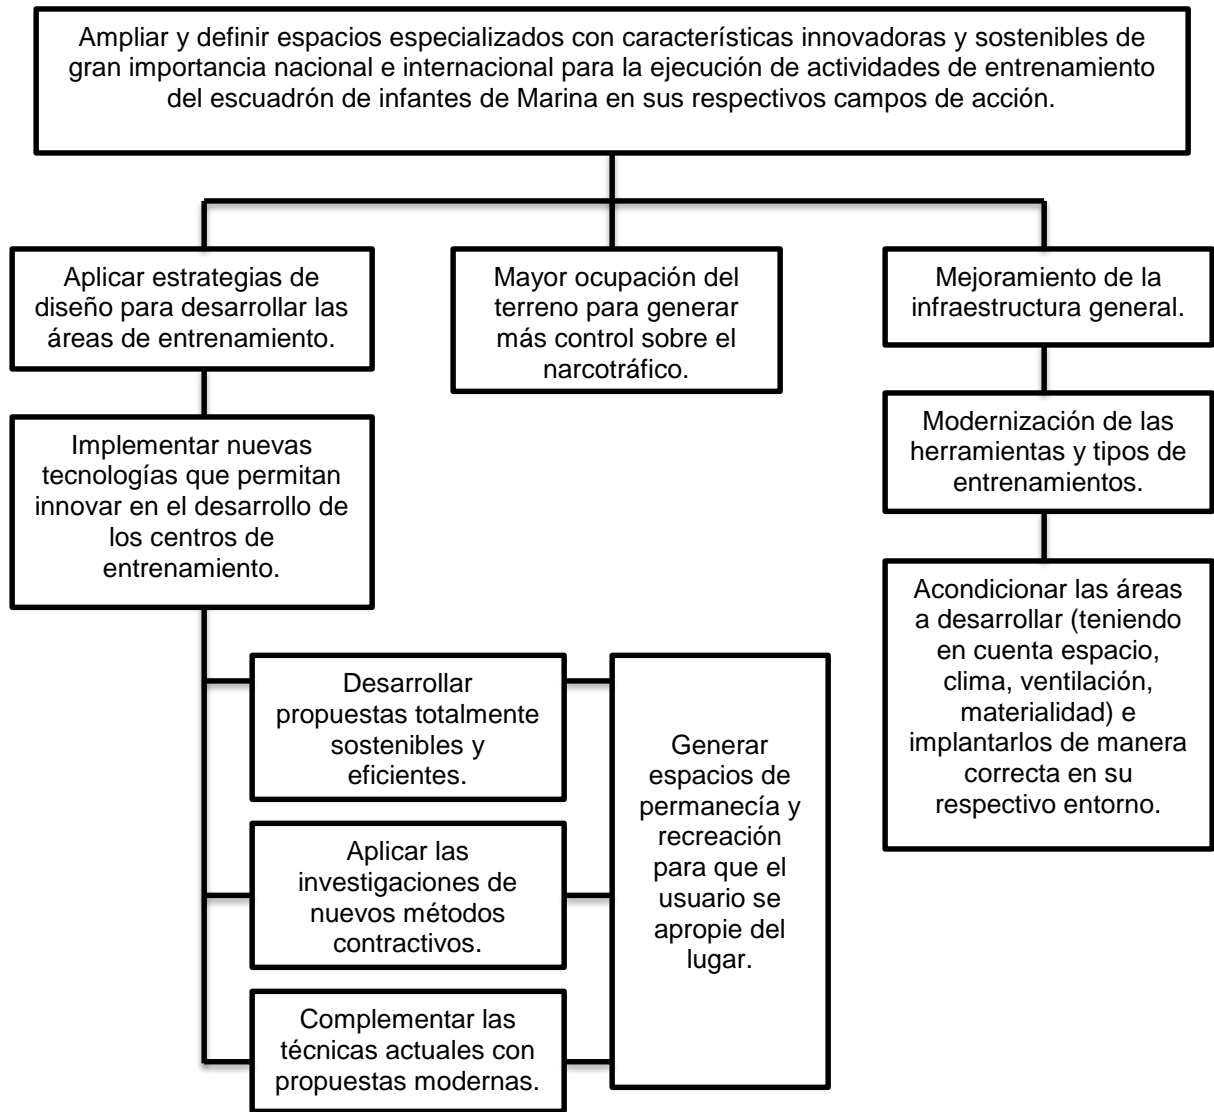 Ampliar y definir espacios especializados con características innovadoras y sostenibles de
gran importancia nacional e internacional para la ejecución de actividades de entrenamiento
del escuadrón de infantes de Marina en sus respectivos campos de acción.
Aplicar estrategias de
diseño para desarrollar las
áreas de entrenamiento.
Mayor ocupación del
terreno para generar
más control sobre el
narcotráfico.
Mejoramiento de la
infraestructura general.
Implementar nuevas
tecnologías que permitan
innovar en el desarrollo de
los centros de
entrenamiento.
Modernización de las
herramientas y tipos de
entrenamientos.
Acondicionar las áreas
a desarrollar (teniendo
en cuenta espacio,
clima, ventilación,
materialidad) e
implantarlos de manera
correcta en su
respectivo entorno.
Desarrollar
propuestas totalmente
sostenibles y
eficientes.
Aplicar las
investigaciones de
nuevos métodos
contractivos.
Complementar las
técnicas actuales con
propuestas modernas.
Generar
espacios de
permanecía y
recreación
para que el
usuario se
apropie del
lugar.